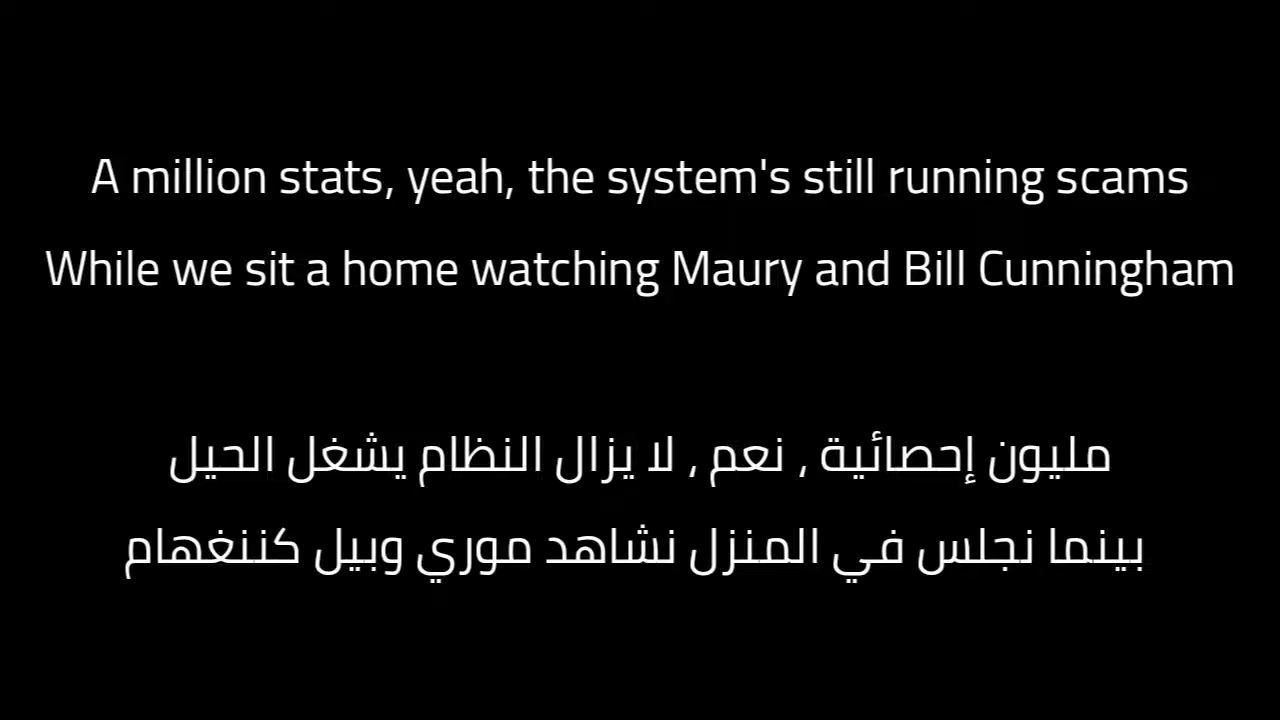 A million stats, yeah, the system's still running scams
While we sit a home watching Maury and Bill Cunningham
مليون إحصائية , نعم , لا يزال النظام يشغل الحيل
بينما نجلس في المنزل نشاهد موري وبيل كننغهام